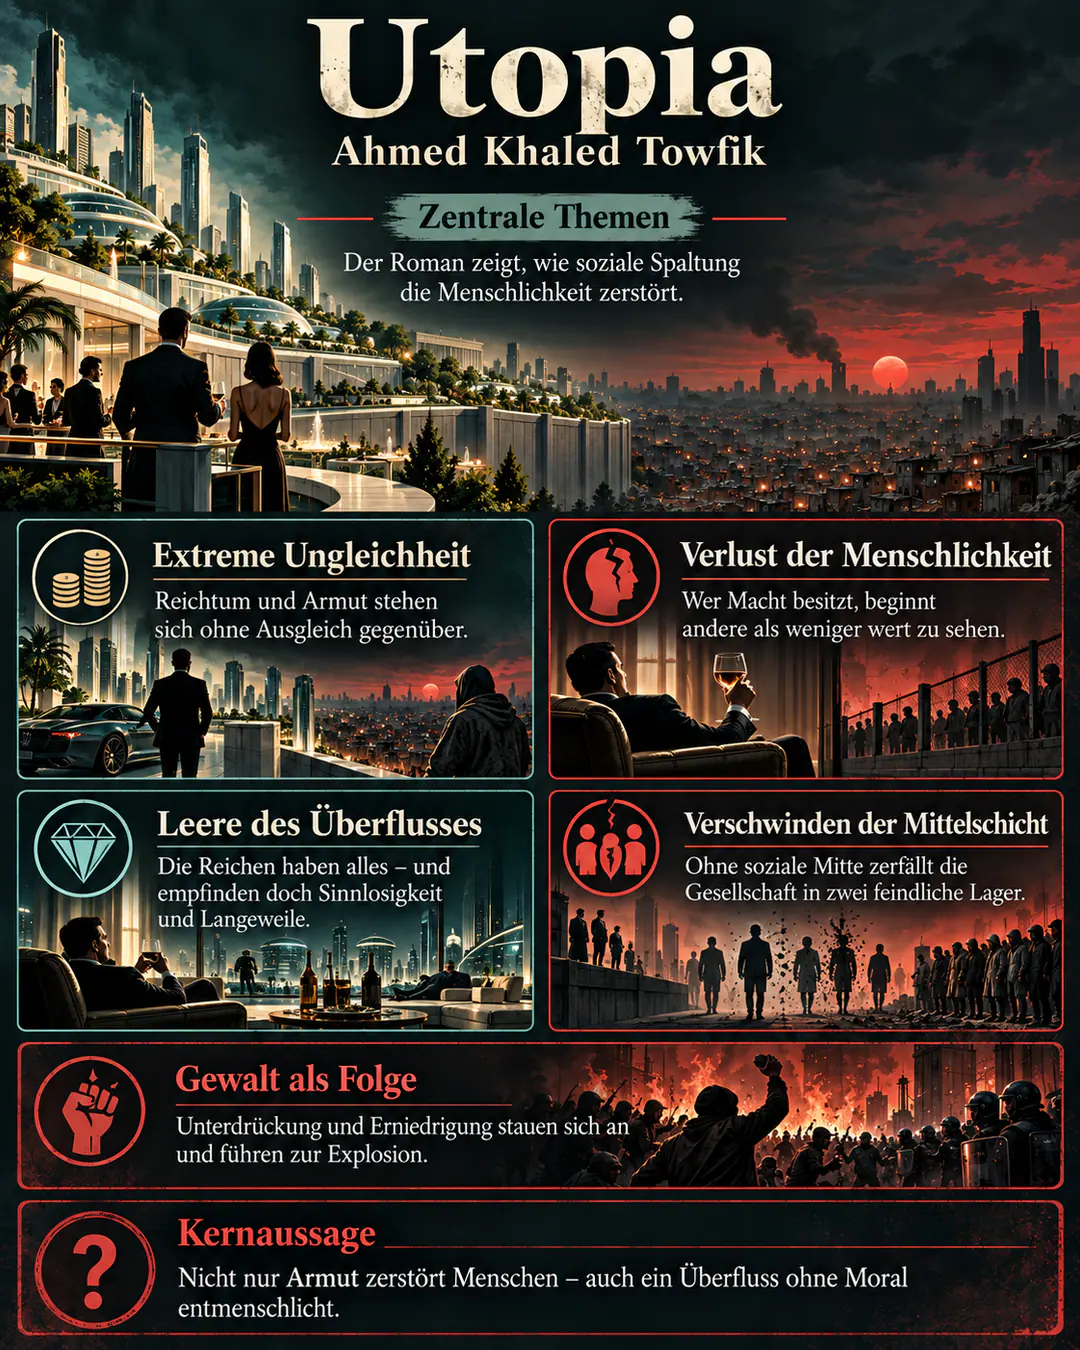 Utopia
Ahmed Khaled Towfik
Zentrale Themen
Der Roman zeigt, wie soziale Spaltung
die Menschlichkeit zerstört.
Extreme Ungleichheit
Reichtum und Armut stehen
sich ohne Ausgleich gegenüber.
Verlust der Menschlichkeit
Wer Macht besitzt, beginnt
andere als weniger wert zu sehen.
Leere des Überflusses
Die Reichen haben alles – und
empfinden doch Sinnlosigkeit
und Langeweile.
Verschwinden der Mittelschicht
Ohne soziale Mitte zerfällt die
Gesellschaft in zwei feindliche Lager.
Gewalt als Folge
Unterdrückung und Erniedrigung stauen sich an
und führen zur Explosion.
Kernaussage
Nicht nur Armut zerstört Menschen – auch ein Überfluss ohne Moral
entmenschlicht.